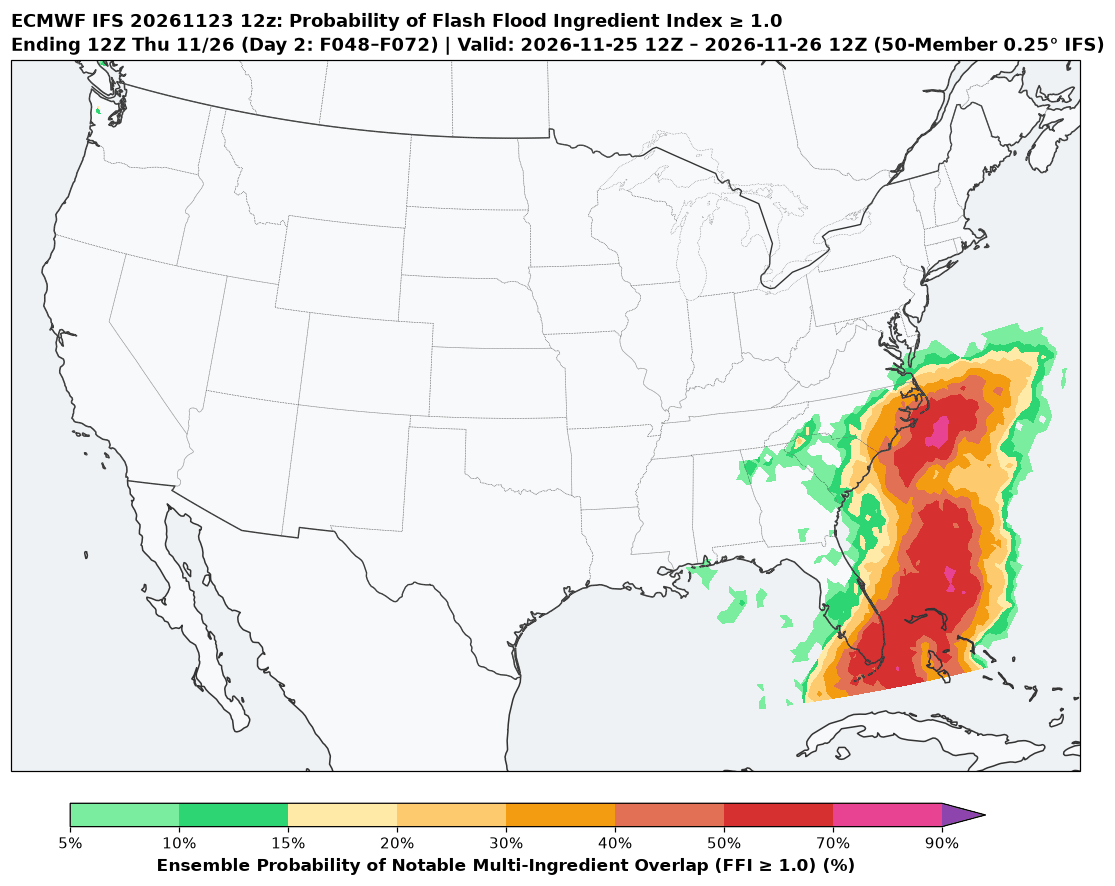 ECMWF IFS 20261123 12z: Probability of Flash Flood Ingredient Index ≥ 1.0
Ending 12Z Thu 11/26 (Day 2: F048–F072) | Valid: 2026-11-25 12Z – 2026-11-26 12Z (50-Member 0.25° IFS)
5% 10% 15% 20% 30% 40% 50% 70% 90%
Ensemble Probability of Notable Multi-Ingredient Overlap (FFI ≥ 1.0) (%)